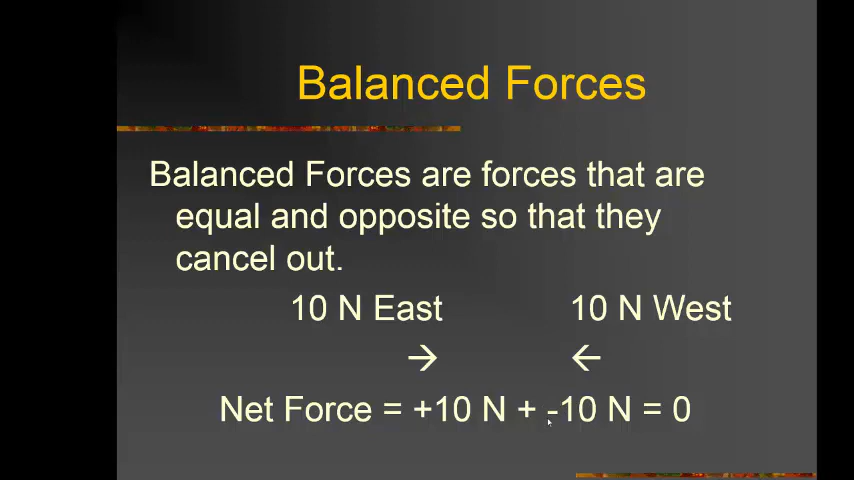 Balanced Forces
Balanced Forces are forces that are
equal and opposite so that they
cancel out.
10 N East 10 N West
→ ←
Net Force = +10 N + -10 N = 0